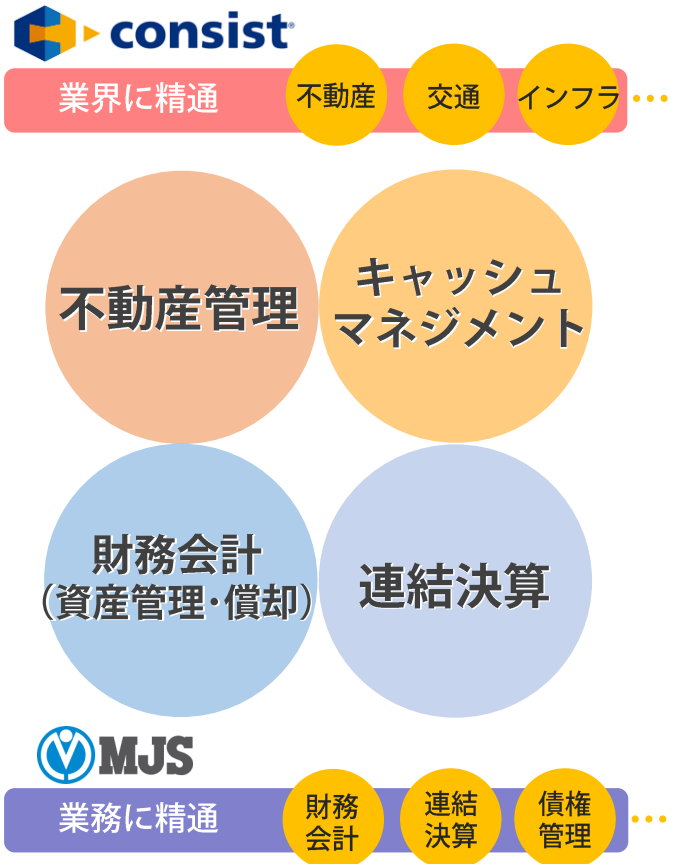 consist®
業界に精通
不動産
交通
インフラ
不動産管理
キャッシュ
マネジメント
財務会計
（資産管理・償却）
連結決算
MJS
業務に精通
財務
会計
連結
決算
債権
管理